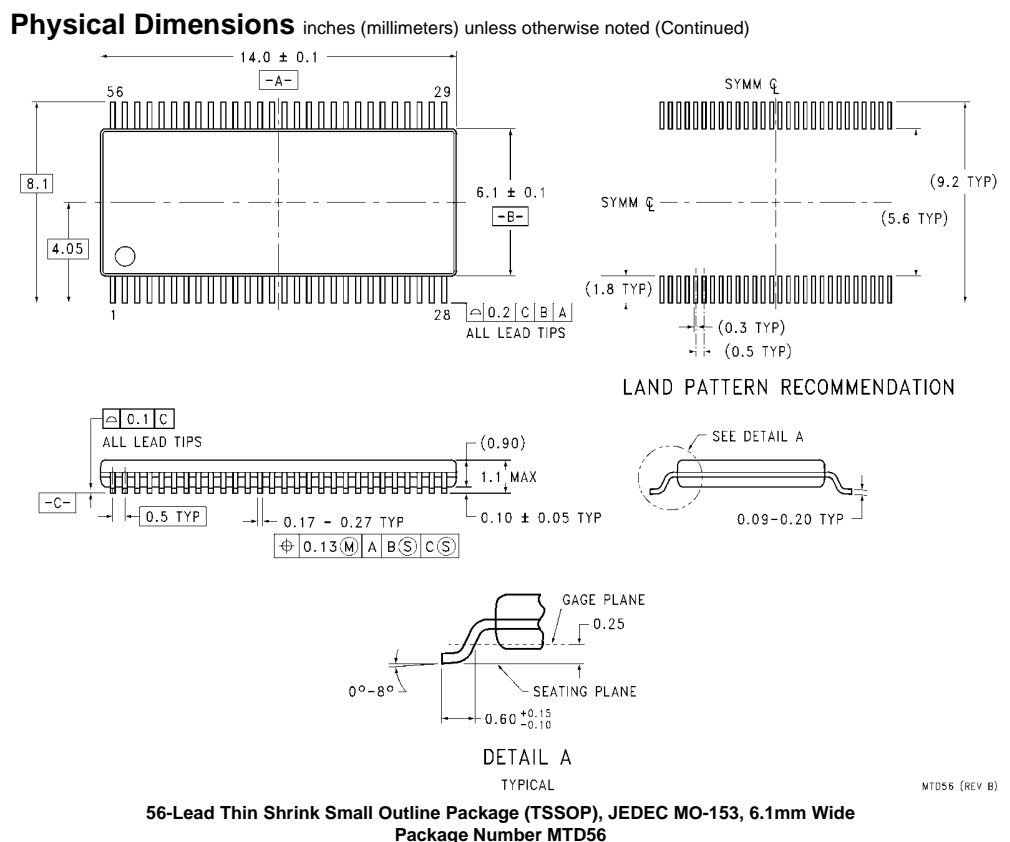 Physical Dimensions inches (millimeters) unless otherwise noted (Continued)
14.0 ± 0.1
-A-
56
29
8.1
4.05
6.1 ± 0.1
-B-
1
28
⌓ 0.2 C B A
ALL LEAD TIPS
SYMM ℄
SYMM ℄
(9.2 TYP)
(5.6 TYP)
(1.8 TYP)
(0.3 TYP)
(0.5 TYP)
LAND PATTERN RECOMMENDATION
⌓ 0.1 C
ALL LEAD TIPS
(0.90)
1.1 MAX
-C-
0.5 TYP
0.17 - 0.27 TYP
0.10 ± 0.05 TYP
⌖ 0.13 Ⓜ A B Ⓢ C Ⓢ
SEE DETAIL A
0.09-0.20 TYP
GAGE PLANE
0.25
0°-8°
SEATING PLANE
0.60 +0.15 -0.10
DETAIL A
TYPICAL
MTD56 (REV B)
56-Lead Thin Shrink Small Outline Package (TSSOP), JEDEC MO-153, 6.1mm Wide
Package Number MTD56